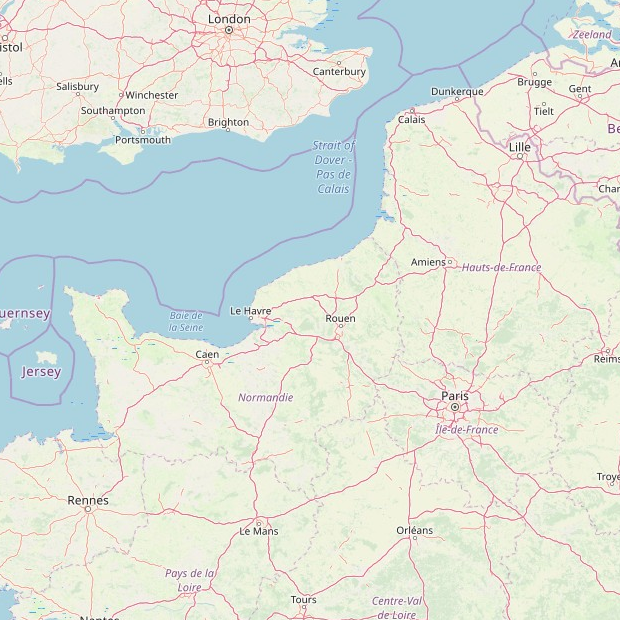 London
istol
Zeeland
ells
Canterbury
Salisbury
Winchester
Brugge
Gent
Southampton
Dunkerque
Tielt
Brighton
Calais
Portsmouth
Be
Strait of
Dover -
Pas de
Calais
Lille
Char
Amiens
Hauts-de-France
Guernsey
Baie de
la Seine
Le Havre
Rouen
Caen
Reims
Jersey
Paris
Normandie
Île-de-France
Troye
Rennes
Le Mans
Orléans
Pays de la
Loire
Tours
Centre-Val
de Loire
Nantes